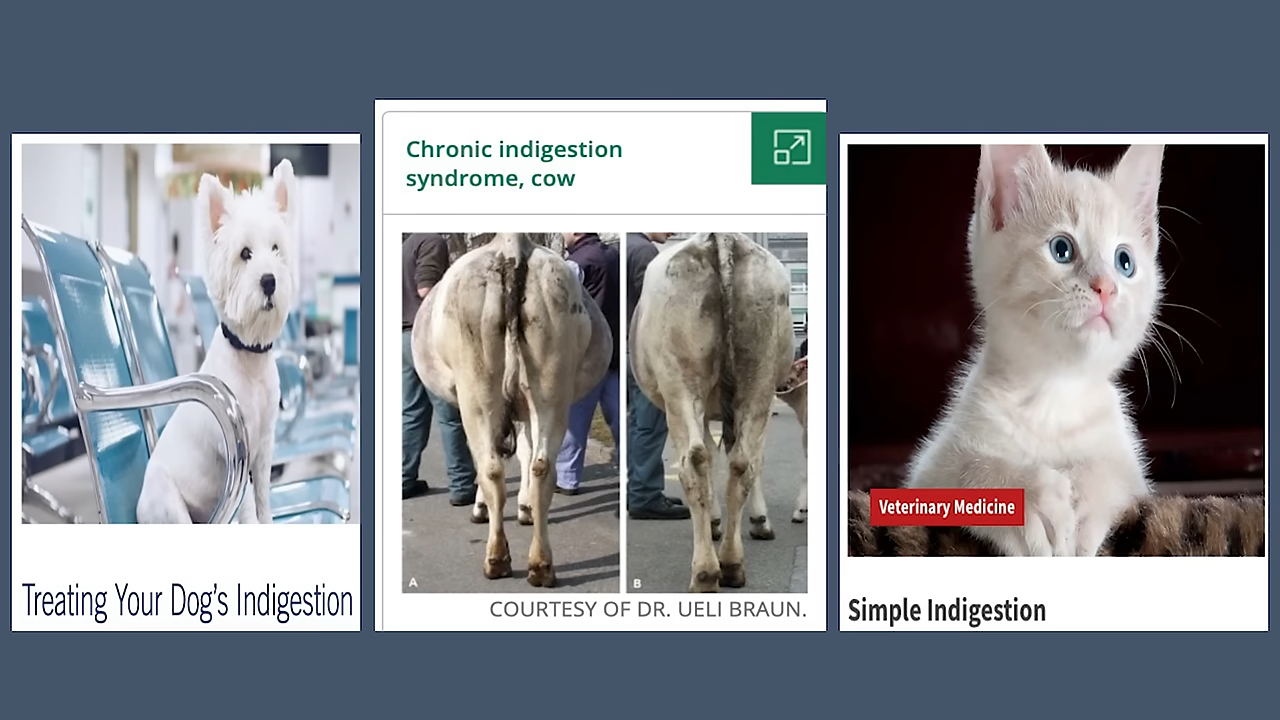 Treating Your Dog's Indigestion
Chronic indigestion
syndrome, cow
A
B
COURTESY OF DR. UELI BRAUN.
Veterinary Medicine
Simple Indigestion